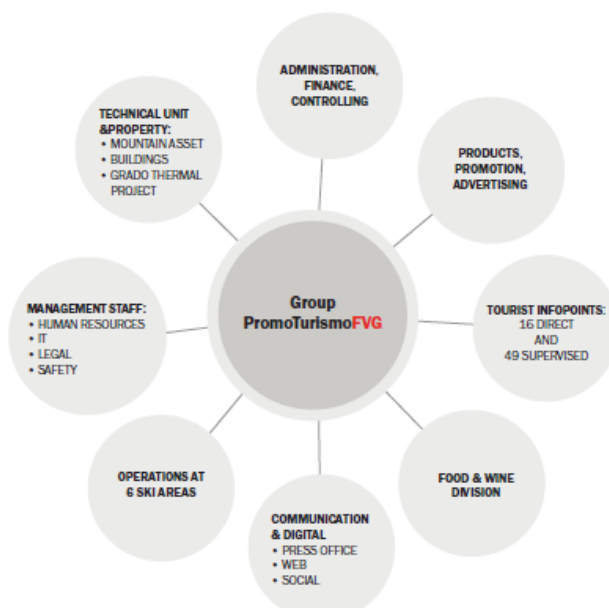 ADMINISTRATION,
FINANCE,
CONTROLLING
TECHNICAL UNIT
&PROPERTY:
• MOUNTAIN ASSET
• BUILDINGS
• GRADO THERMAL
PROJECT
PRODUCTS,
PROMOTION,
ADVERTISING
Group
PromoTurismoFVG
MANAGEMENT STAFF:
• HUMAN RESOURCES
• IT
• LEGAL
• SAFETY
TOURIST INFOPOINTS:
16 DIRECT
AND
49 SUPERVISED
OPERATIONS AT
6 SKI AREAS
FOOD & WINE
DIVISION
COMMUNICATION
& DIGITAL
• PRESS OFFICE
• WEB
• SOCIAL